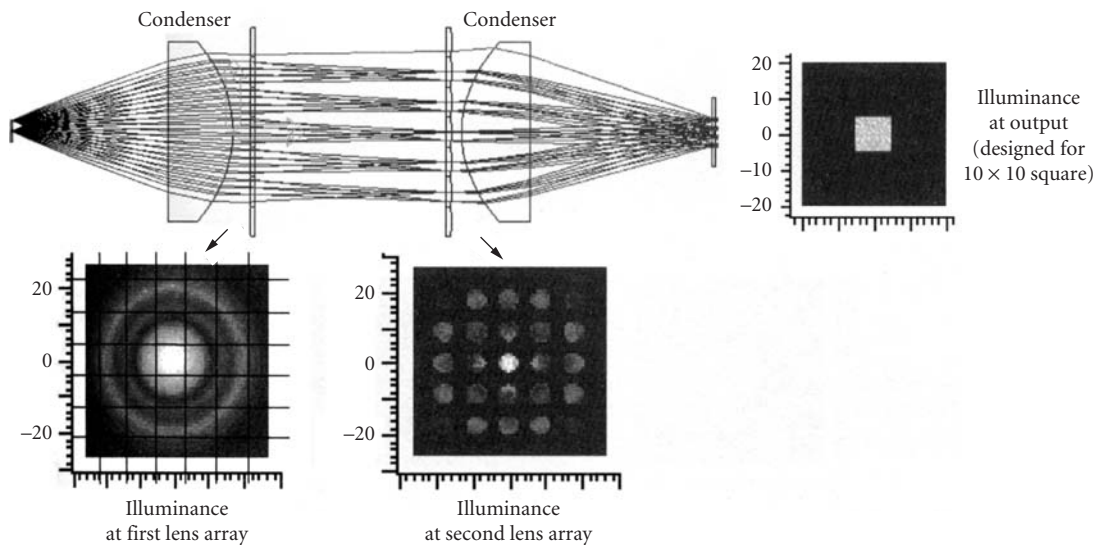 Condenser
Condenser
20
10
0
−10
−20
Illuminance
at output
(designed for
10 × 10 square)
20
0
−20
Illuminance
at first lens array
20
0
−20
Illuminance
at second lens array